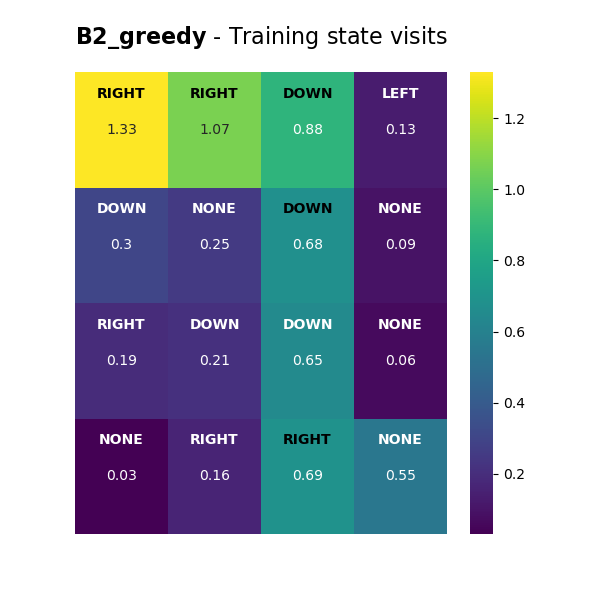 B2_greedy - Training state visits
RIGHT RIGHT DOWN LEFT
1.33 1.07 0.88 0.13
DOWN NONE DOWN NONE
0.3 0.25 0.68 0.09
RIGHT DOWN DOWN NONE
0.19 0.21 0.65 0.06
NONE RIGHT RIGHT NONE
0.03 0.16 0.69 0.55
1.2
1.0
0.8
0.6
0.4
0.2